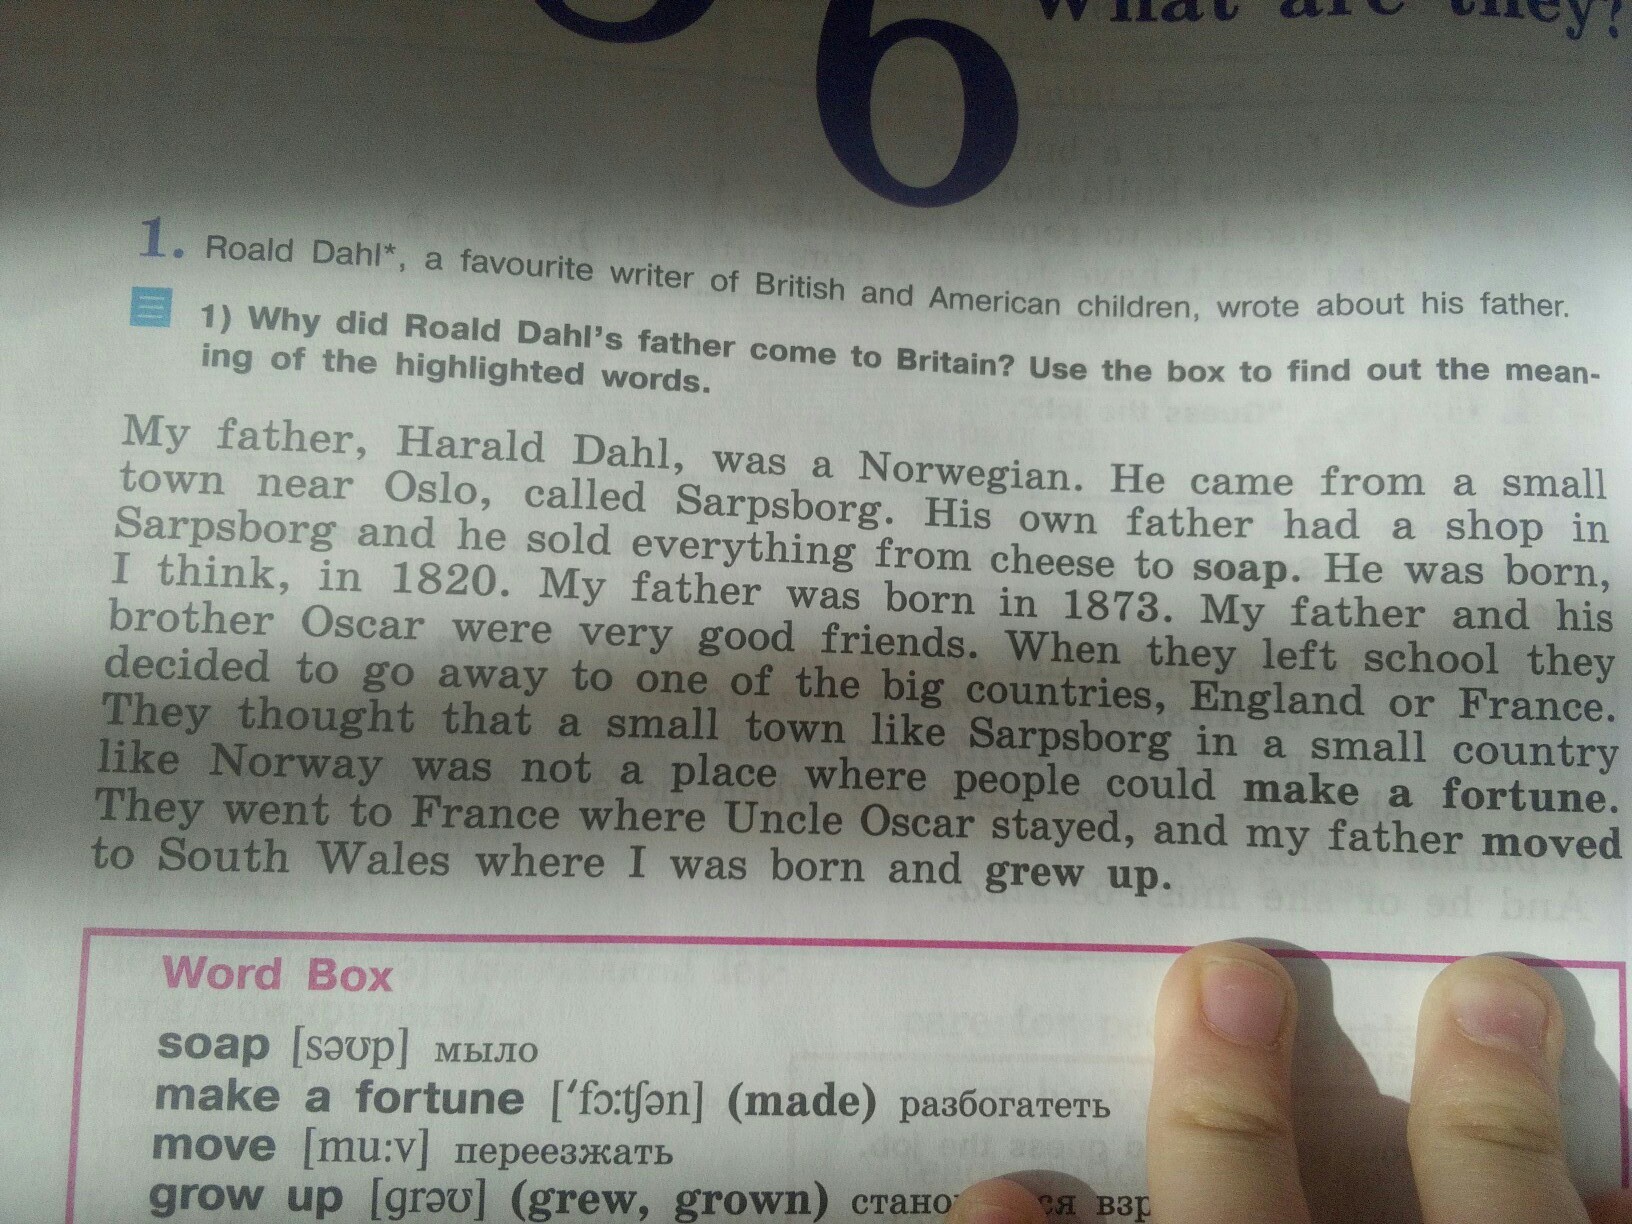 6
What are they?
1. Roald Dahl*, a favourite writer of British and American children, wrote about his father.
1) Why did Roald Dahl's father come to Britain? Use the box to find out the mean-
ing of the highlighted words.
My father, Harald Dahl, was a Norwegian. He came from a small
town near Oslo, called Sarpsborg. His own father had a shop in
Sarpsborg and he sold everything from cheese to soap. He was born,
I think, in 1820. My father was born in 1873. My father and his
brother Oscar were very good friends. When they left school they
decided to go away to one of the big countries, England or France.
They thought that a small town like Sarpsborg in a small country
like Norway was not a place where people could make a fortune.
They went to France where Uncle Oscar stayed, and my father moved
to South Wales where I was born and grew up.
Word Box
soap [səʊp] мыло
make a fortune [ʹfɔ:ʧən] (made) разбогатеть
move [mu:v] переезжать
grow up [grəʊ] (grew, grown)